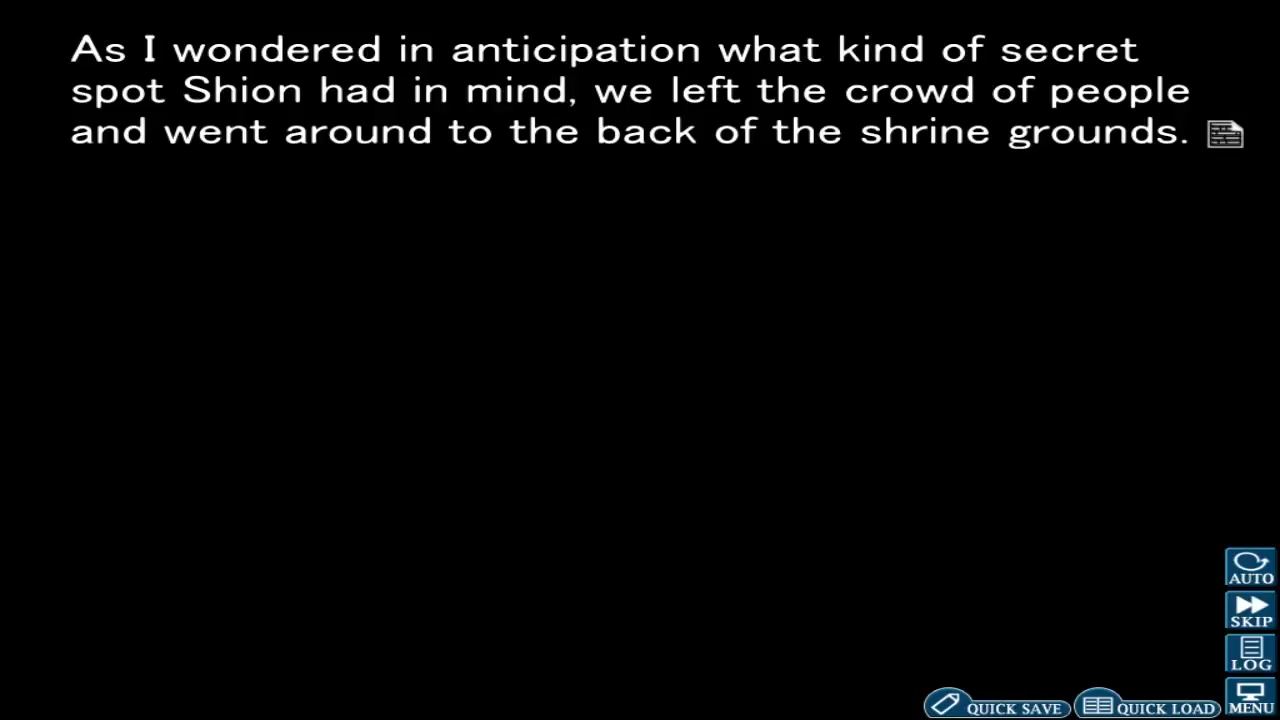 As I wondered in anticipation what kind of secret
spot Shion had in mind, we left the crowd of people
and went around to the back of the shrine grounds.
AUTO
SKIP
LOG
QUICK SAVE
QUICK LOAD
MENU